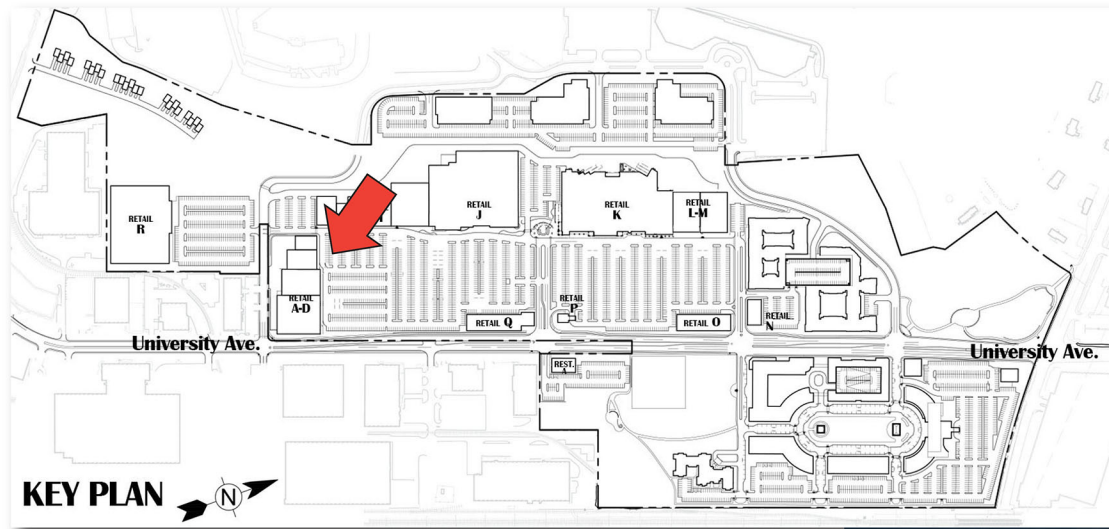 RETAIL
R
RETAIL
J
RETAIL
K
RETAIL
L-M
RETAIL
A-D
RETAIL Q
RETAIL
P
RETAIL O
RETAIL
N
University Ave.
University Ave.
REST.
KEY PLAN
N